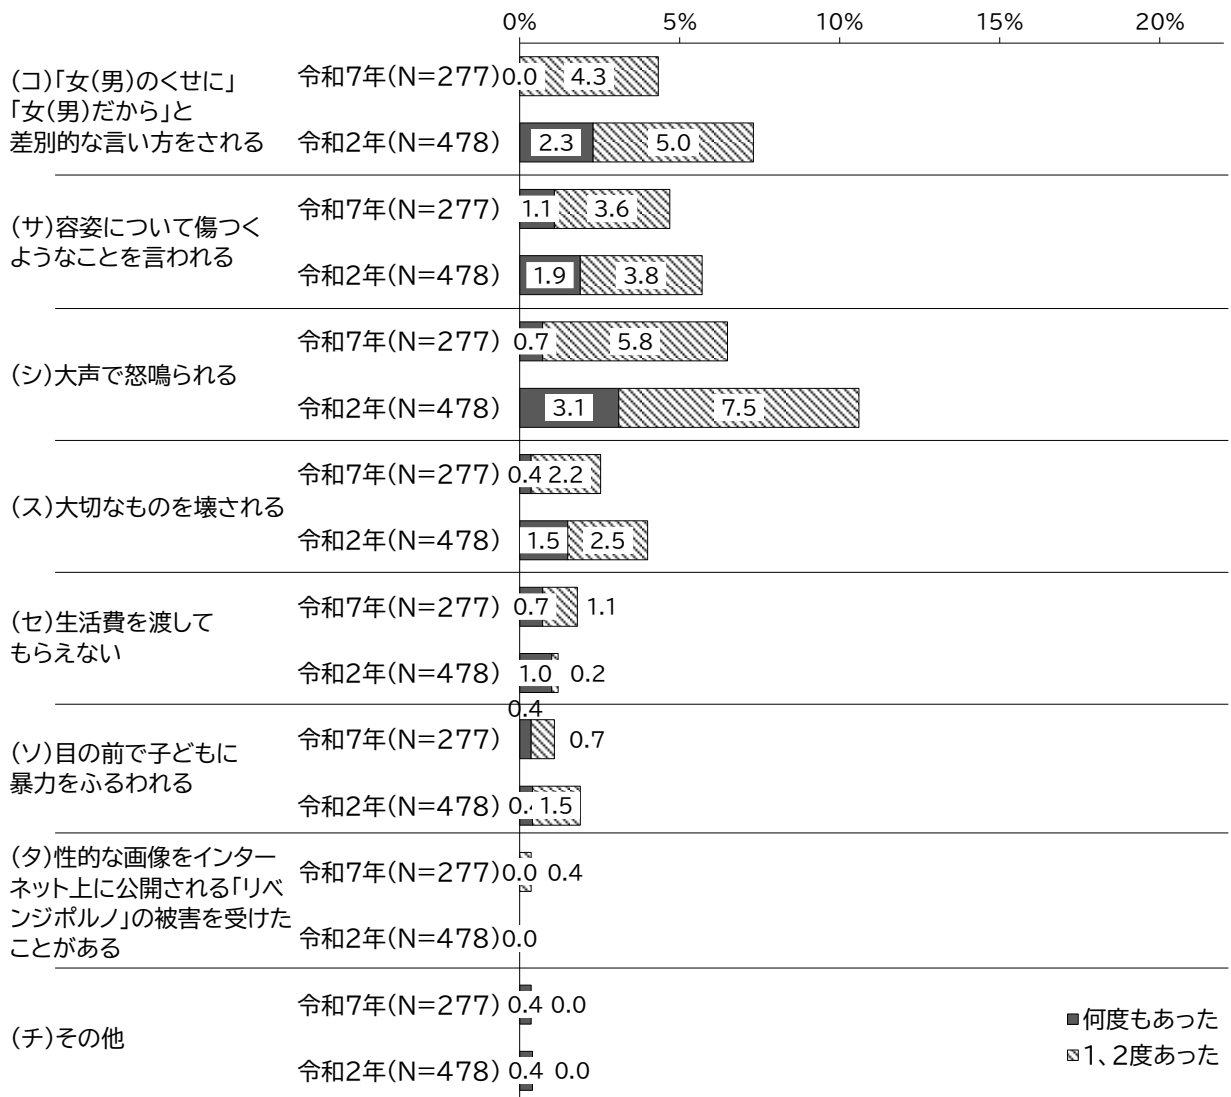 0% 5% 10% 15% 20%
(コ)「女(男)のくせに」
「女(男)だから」と
差別的な言い方をされる
令和7年(N=277) 0.0 4.3
令和2年(N=478) 2.3 5.0
(サ)容姿について傷つく
ようなことを言われる
令和7年(N=277) 1.1 3.6
令和2年(N=478) 1.9 3.8
(シ)大声で怒鳴られる
令和7年(N=277) 0.7 5.8
令和2年(N=478) 3.1 7.5
(ス)大切なものを壊される
令和7年(N=277) 0.4 2.2
令和2年(N=478) 1.5 2.5
(セ)生活費を渡して
もらえない
令和7年(N=277) 0.7 1.1
令和2年(N=478) 1.0 0.2
(ソ)目の前で子どもに
暴力をふるわれる
令和7年(N=277) 0.4 0.7
令和2年(N=478) 1.5
(タ)性的な画像をインター
ネット上に公開される「リベ
ンジポルノ」の被害を受けた
ことがある
令和7年(N=277) 0.0 0.4
令和2年(N=478) 0.0
(チ)その他
令和7年(N=277) 0.4 0.0
令和2年(N=478) 0.4 0.0
何度もあった
1、2度あった